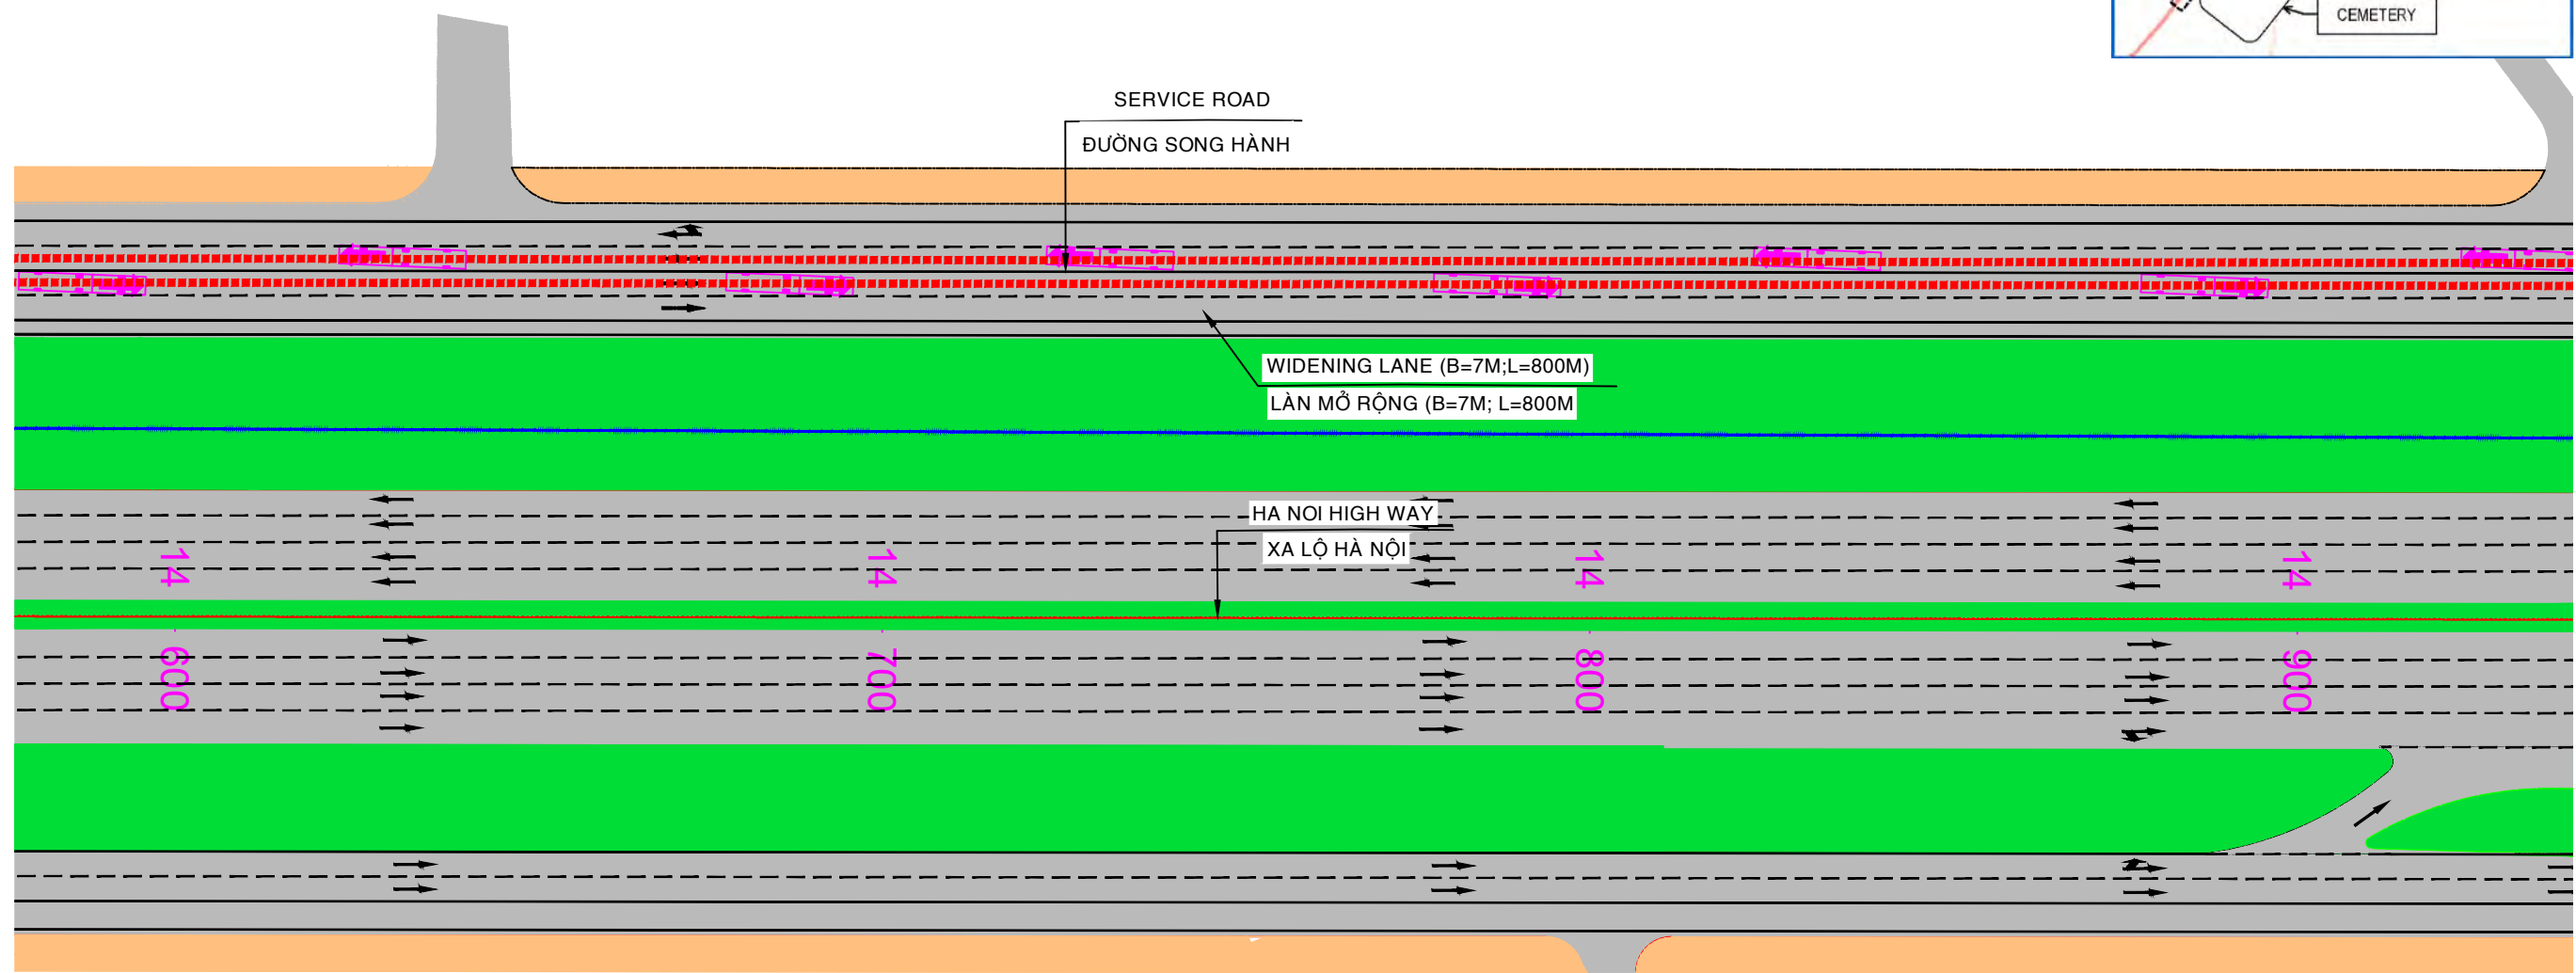 CEMETERY
SERVICE ROAD
ĐƯỜNG SONG HÀNH
WIDENING LANE (B=7M;L=800M)
LÀN MỞ RỘNG (B=7M; L=800M
HA NOI HIGH WAY
XA LỘ HÀ NỘI
14
14
14
14
600
700
800
900